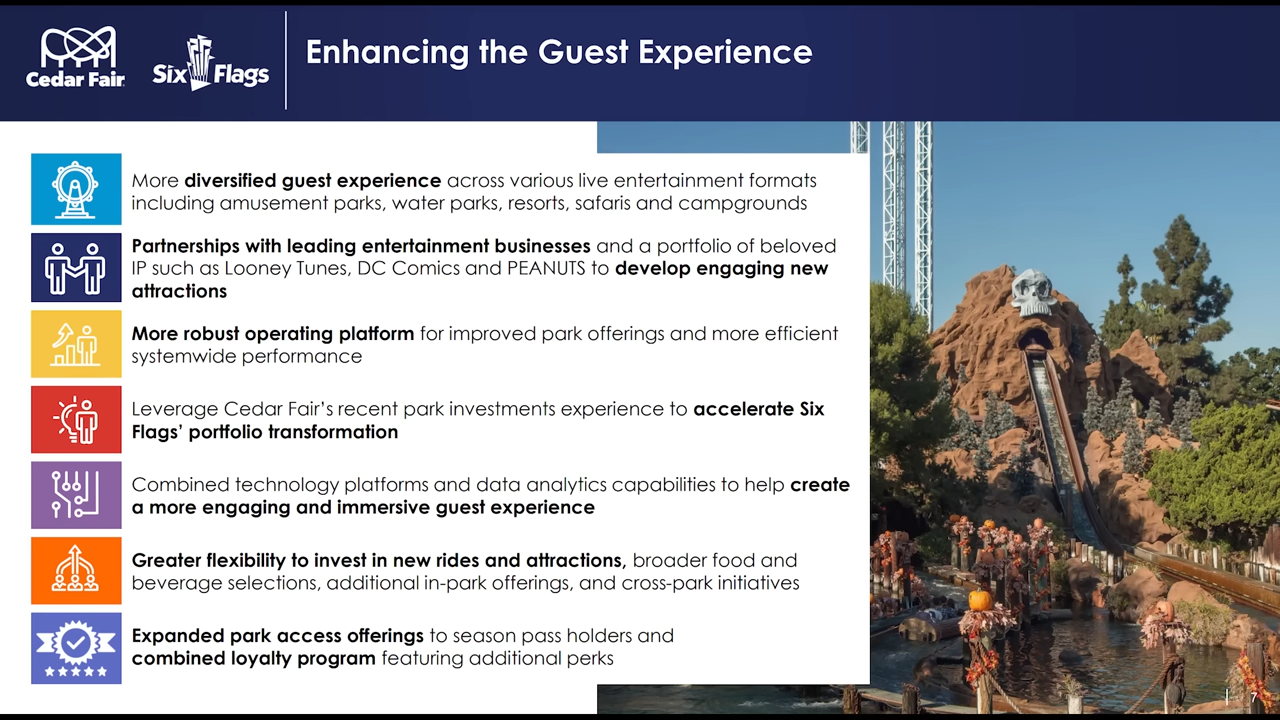 Cedar Fair
Six Flags
Enhancing the Guest Experience
More diversified guest experience across various live entertainment formats
including amusement parks, water parks, resorts, safaris and campgrounds
Partnerships with leading entertainment businesses and a portfolio of beloved
IP such as Looney Tunes, DC Comics and PEANUTS to develop engaging new
attractions
More robust operating platform for improved park offerings and more efficient
systemwide performance
Leverage Cedar Fair’s recent park investments experience to accelerate Six
Flags’ portfolio transformation
Combined technology platforms and data analytics capabilities to help create
a more engaging and immersive guest experience
Greater flexibility to invest in new rides and attractions, broader food and
beverage selections, additional in-park offerings, and cross-park initiatives
Expanded park access offerings to season pass holders and
combined loyalty program featuring additional perks
| 7